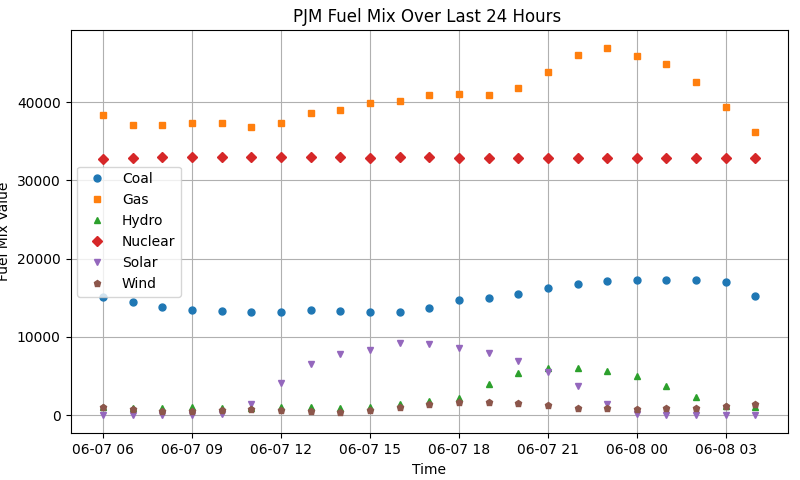 PJM Fuel Mix Over Last 24 Hours
40000
30000
20000
10000
0
Fuel Mix Value
Coal
Gas
Hydro
Nuclear
Solar
Wind
06-07 06 06-07 09 06-07 12 06-07 15 06-07 18 06-07 21 06-08 00 06-08 03
Time